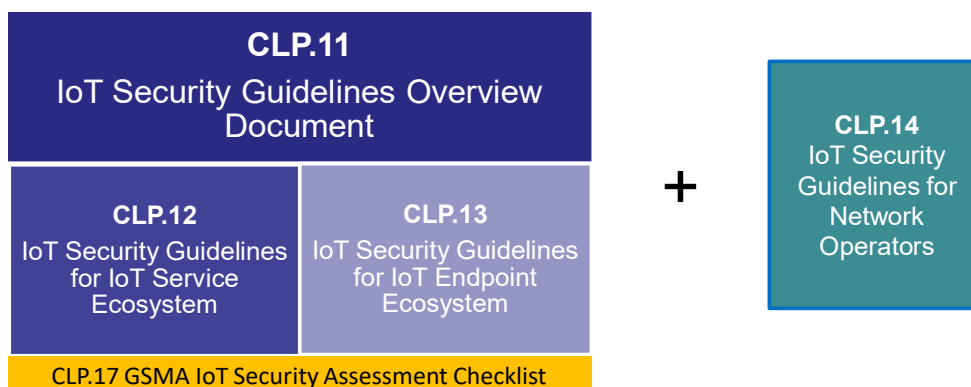 CLP.11
IoT Security Guidelines Overview
Document
CLP.12
IoT Security Guidelines
for IoT Service
Ecosystem
CLP.13
IoT Security Guidelines
for IoT Endpoint
Ecosystem
CLP.17 GSMA IoT Security Assessment Checklist
+
CLP.14
IoT Security
Guidelines for
Network
Operators